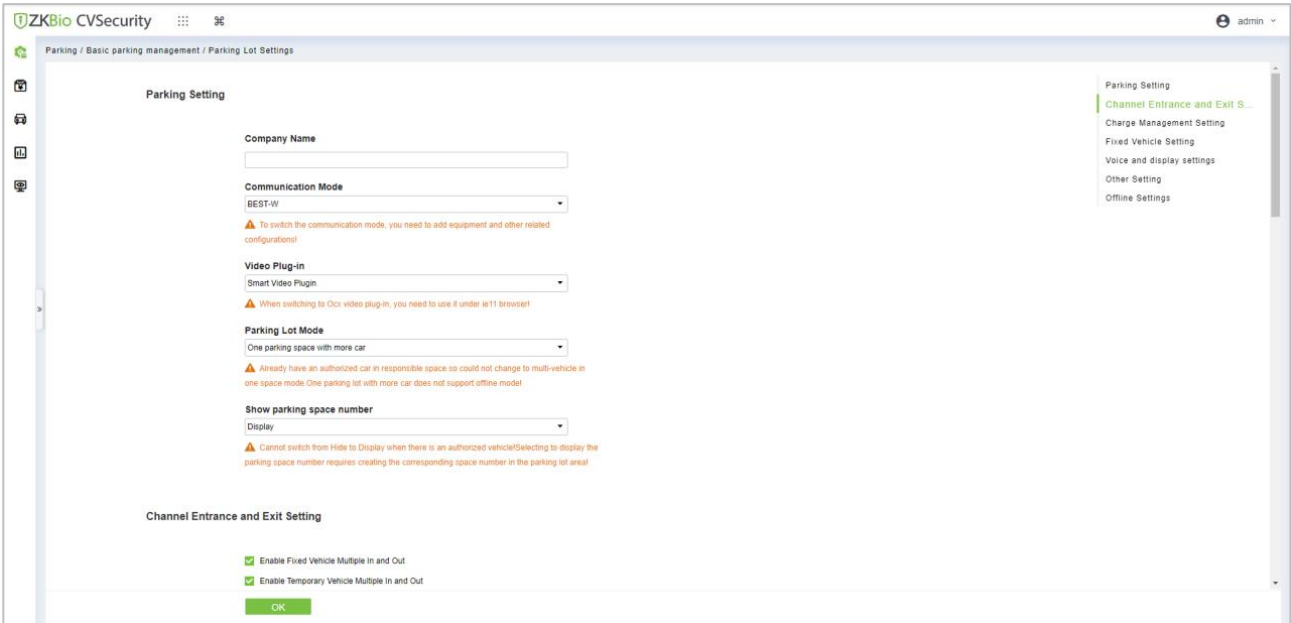 ZKBio CVSecurity
admin
Parking / Basic parking management / Parking Lot Settings
Parking Setting
Company Name
Communication Mode
BEST-W
To switch the communication mode, you need to add equipment and other related
configurations!
Video Plug-in
Smart Video Plugin
When switching to Ocx video plug-in, you need to use it under ie11 browser!
Parking Lot Mode
One parking space with more car
Already have an authorized car in responsible space so could not change to multi-vehicle in
one space mode.One parking lot with more car does not support offline mode!
Show parking space number
Display
Cannot switch from Hide to Display when there is an authorized vehicle!Selecting to display the
parking space number requires creating the corresponding space number in the parking lot area!
Channel Entrance and Exit Setting
Enable Fixed Vehicle Multiple In and Out
Enable Temporary Vehicle Multiple In and Out
OK
Parking Setting
Channel Entrance and Exit S...
Charge Management Setting
Fixed Vehicle Setting
Voice and display settings
Other Setting
Offline Settings